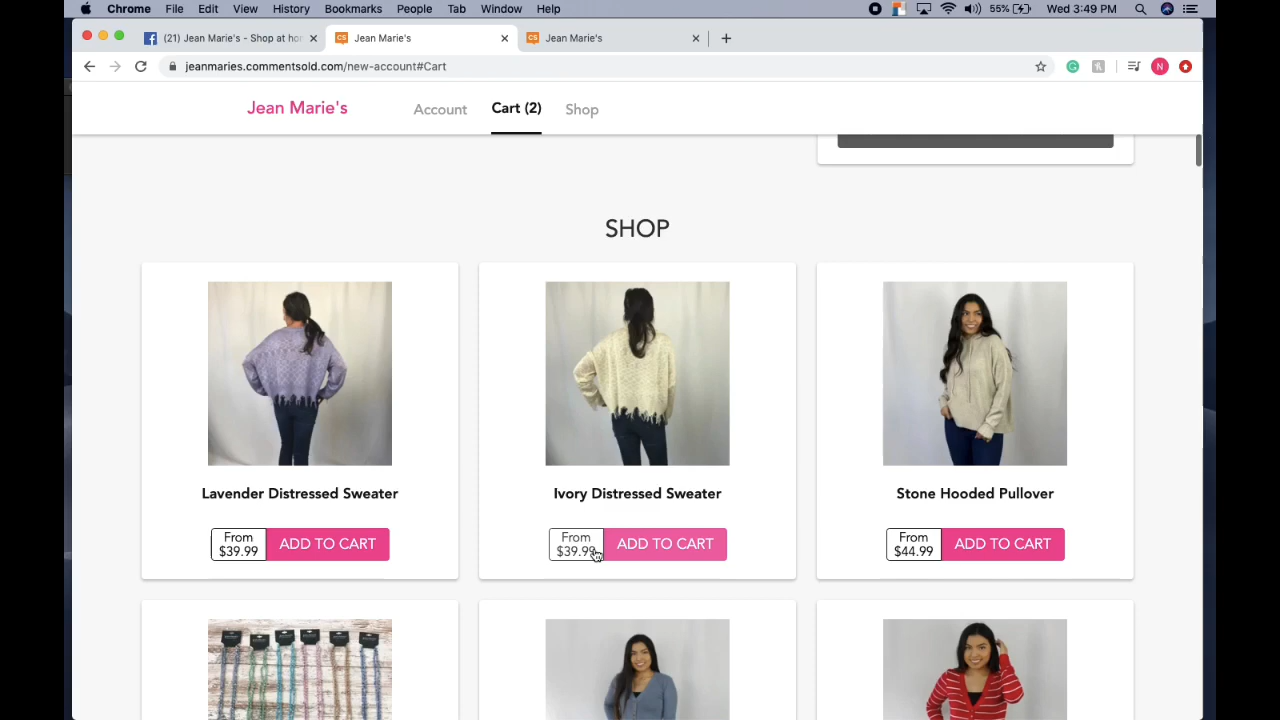 Chrome File Edit View History Bookmarks People Tab Window Help 55% Wed 3:49 PM
(21) Jean Marie's - Shop at hor Jean Marie's Jean Marie's
jeanmaries.commentsold.com/new-account#Cart N
Jean Marie's Account Cart (2) Shop
SHOP
Lavender Distressed Sweater Ivory Distressed Sweater Stone Hooded Pullover
From $39.99 ADD TO CART From $39.99 ADD TO CART From $44.99 ADD TO CART